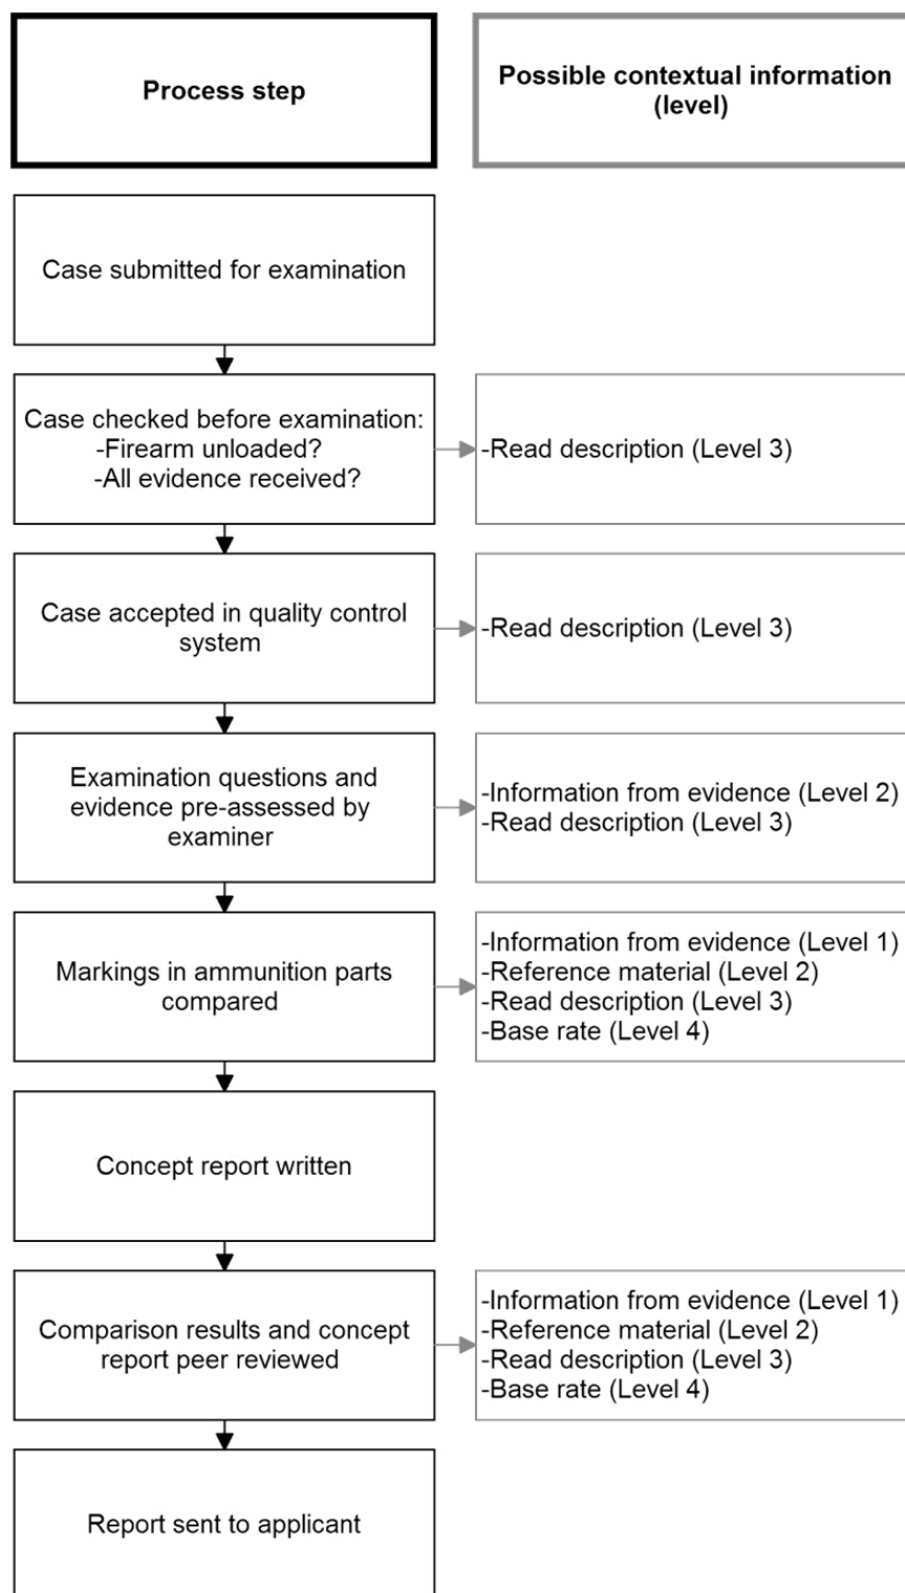 Process step
Possible contextual information
(level)
Case submitted for examination
Case checked before examination:
-Firearm unloaded?
-All evidence received?
-Read description (Level 3)
Case accepted in quality control
system
-Read description (Level 3)
Examination questions and
evidence pre-assessed by
examiner
-Information from evidence (Level 2)
-Read description (Level 3)
Markings in ammunition parts
compared
-Information from evidence (Level 1)
-Reference material (Level 2)
-Read description (Level 3)
-Base rate (Level 4)
Concept report written
Comparison results and concept
report peer reviewed
-Information from evidence (Level 1)
-Reference material (Level 2)
-Read description (Level 3)
-Base rate (Level 4)
Report sent to applicant